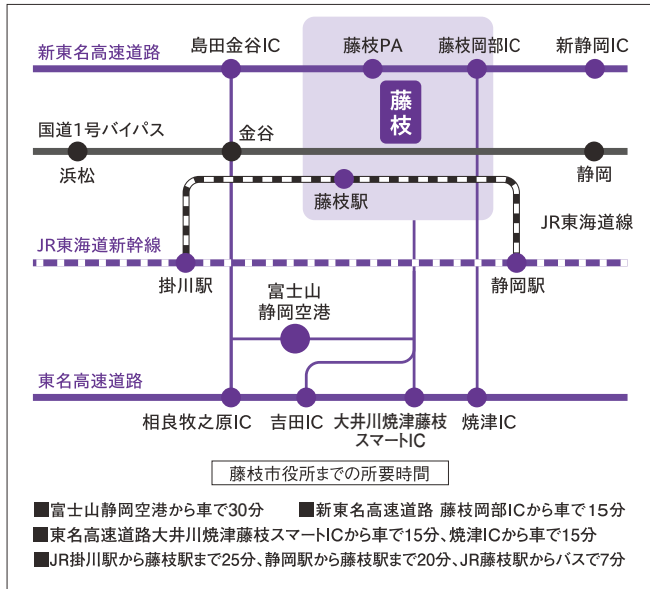 島田金谷IC
藤枝PA
藤枝岡部IC
新静岡IC
新東名高速道路
藤枝
国道1号バイパス
金谷
浜松
静岡
藤枝駅
JR東海道線
JR東海道新幹線
掛川駅
静岡駅
富士山
静岡空港
東名高速道路
相良牧之原IC
吉田IC
大井川焼津藤枝
スマートIC
焼津IC
藤枝市役所までの所要時間
■富士山静岡空港から車で30分 ■新東名高速道路 藤枝岡部ICから車で15分
■東名高速道路大井川焼津藤枝スマートICから車で15分、焼津ICから車で15分
■JR掛川駅から藤枝駅まで25分、静岡駅から藤枝駅まで20分、JR藤枝駅からバスで7分